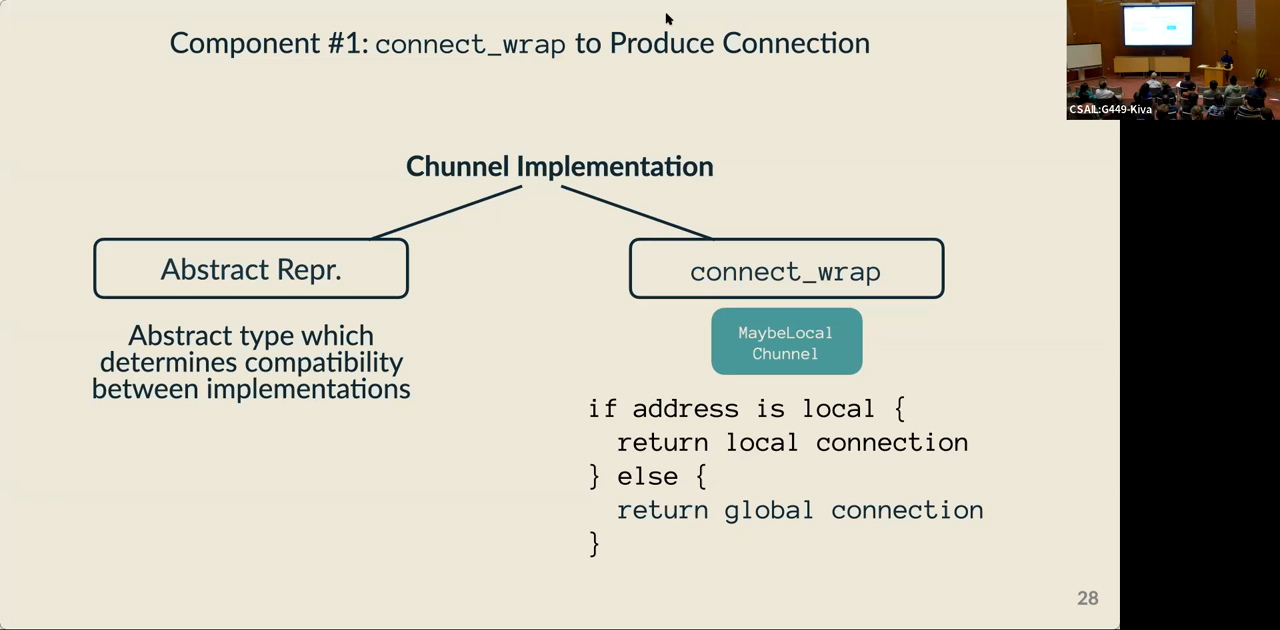 Component #1: connect_wrap to Produce Connection
CSAIL:G449-Kiva
Chunnel Implementation
Abstract Repr.
Abstract type which
determines compatibility
between implementations
connect_wrap
MaybeLocal
Chunnel
if address is local {
  return local connection
} else {
  return global connection
}
28